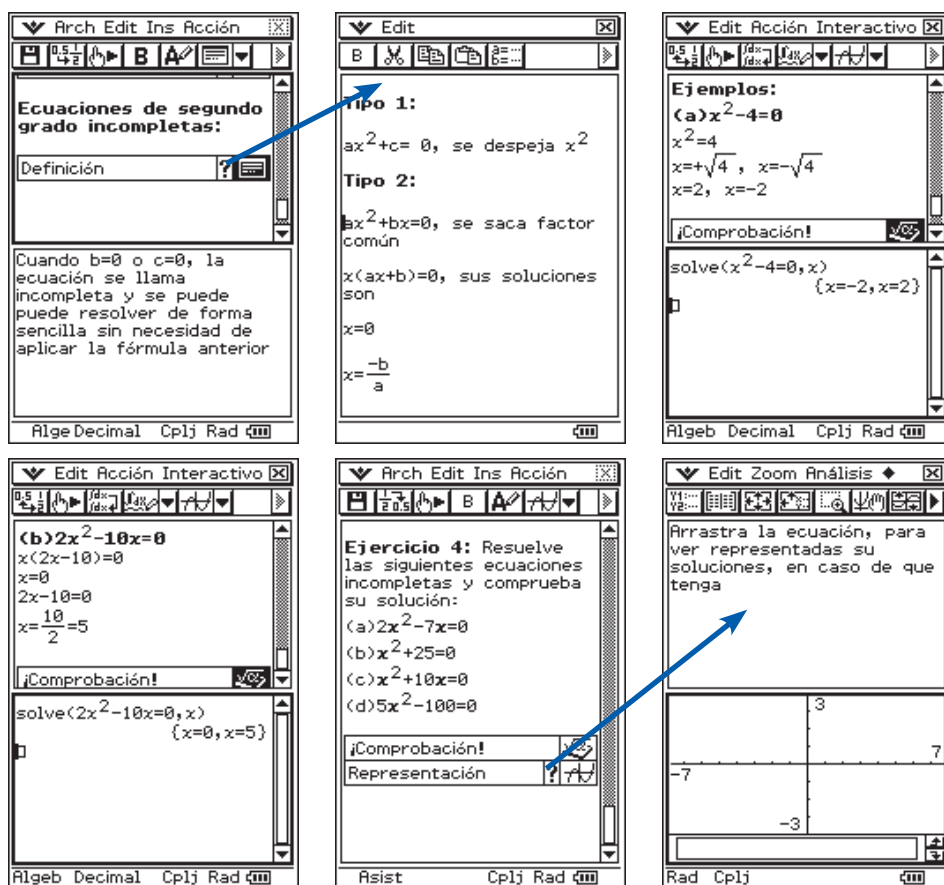 Arch Edit Ins Acción
B
Ecuaciones de segundo
grado incompletas:
Definición ?
Cuando b=0 o c=0, la
ecuación se llama
incompleta y se puede
puede resolver de forma
sencilla sin necesidad de
aplicar la fórmula anterior
Alge Decimal Cplj Rad
Edit
B
Tipo 1:
ax²+c= 0, se despeja x²
Tipo 2:
ax²+bx=0, se saca factor
común
x(ax+b)=0, sus soluciones
son
x=0
x=-b/a
Edit Acción Interactivo
Ejemplos:
(a)x²-4=0
x²=4
x=+√4 , x=-√4
x=2, x=-2
¡Comprobación!
solve(x²-4=0,x)
{x=-2,x=2}
Algeb Decimal Cplj Rad
Edit Acción Interactivo
(b)2x²-10x=0
x(2x-10)=0
x=0
2x-10=0
x=10/2=5
¡Comprobación!
solve(2x²-10x=0,x)
{x=0,x=5}
Algeb Decimal Cplj Rad
Arch Edit Ins Acción
B
Ejercicio 4: Resuelve
las siguientes ecuaciones
incompletas y comprueba
su solución:
(a)2x²-7x=0
(b)x²+25=0
(c)x²+10x=0
(d)5x²-100=0
¡Comprobación!
Representación ?
Asist Cplj Rad
Edit Zoom Análisis ♦
Arrastra la ecuación, para
ver representadas su
soluciones, en caso de que
tenga
3
7
-7
-3
Rad Cplj